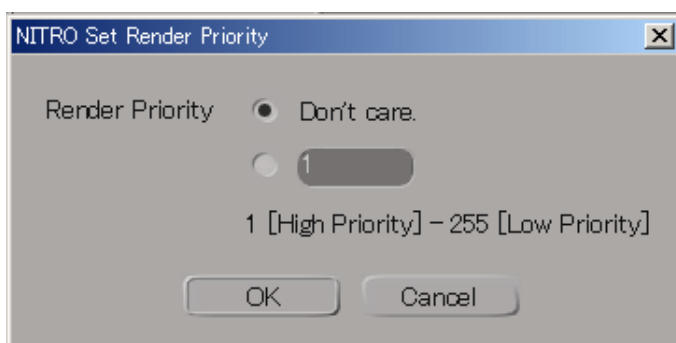 NITRO Set Render Priority
Render Priority Don't care.
1
1 [High Priority] - 255 [Low Priority]
OK Cancel